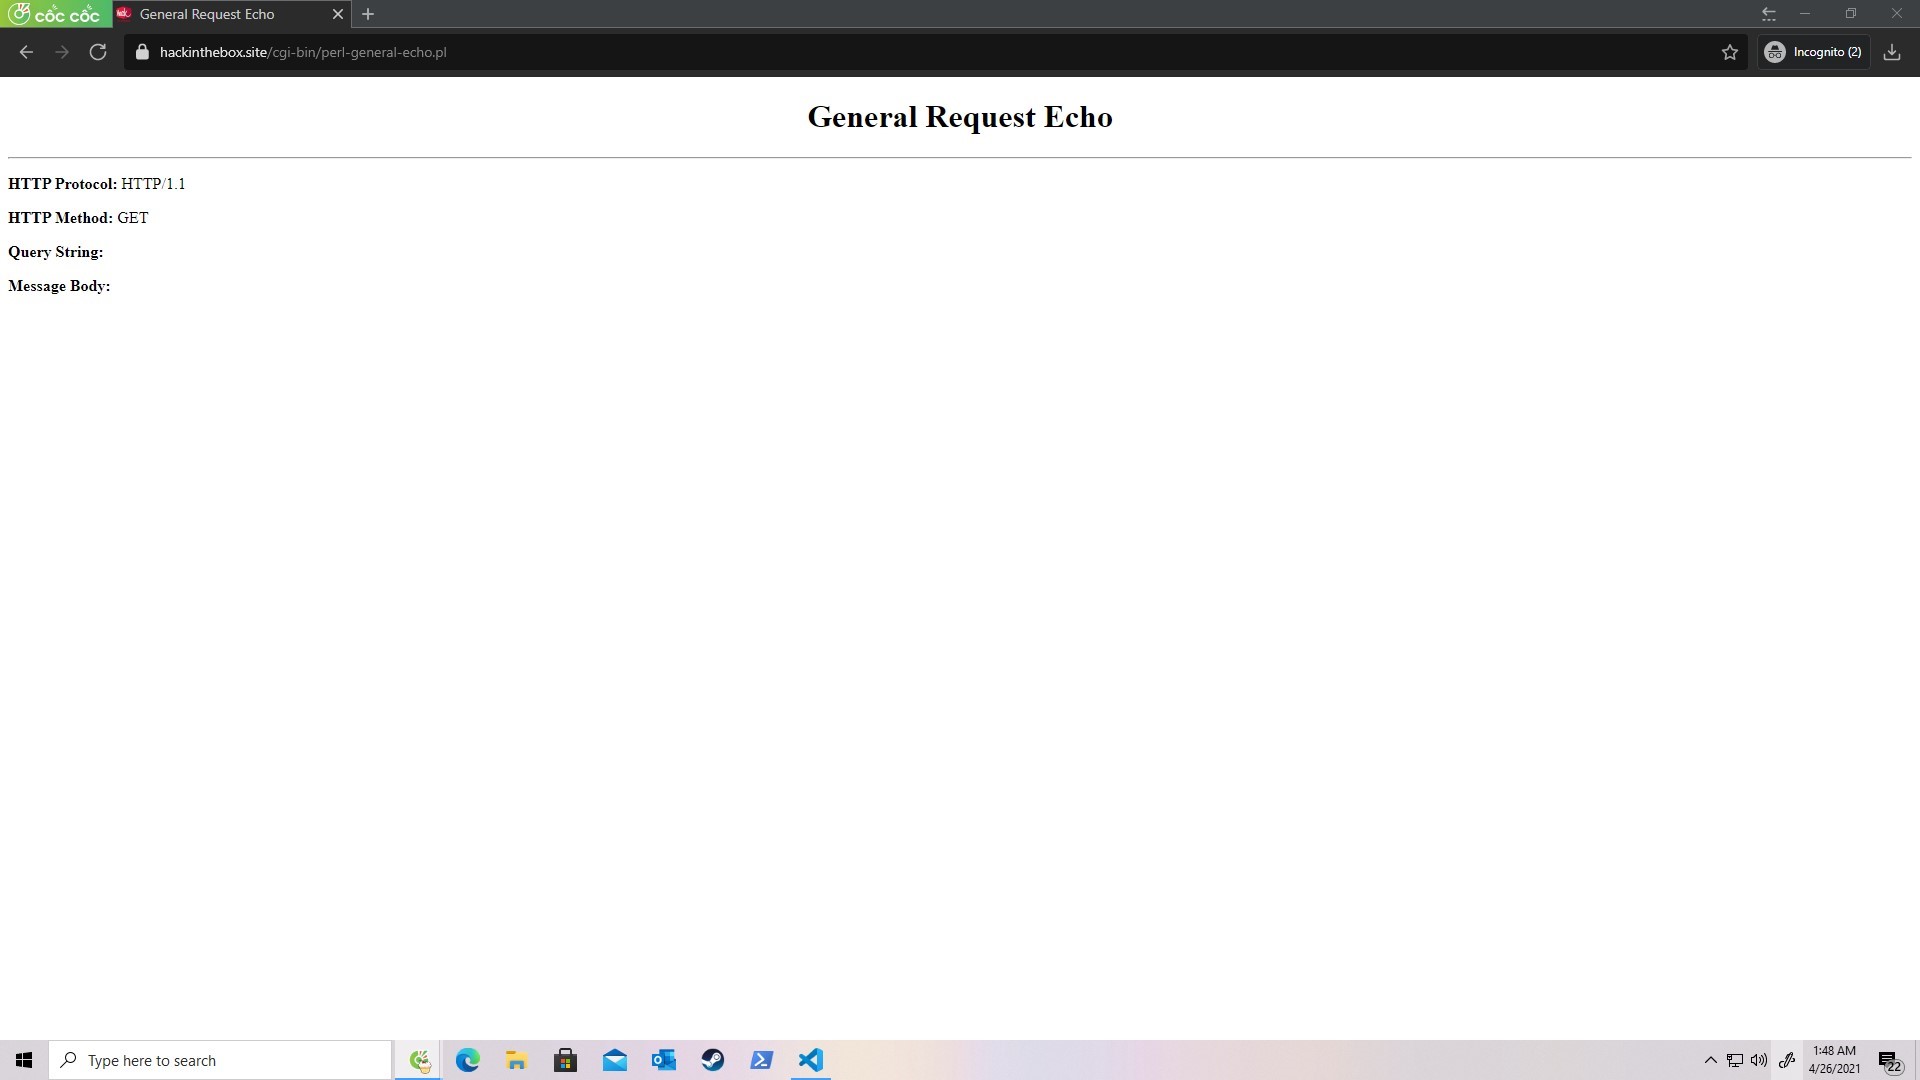 cốc cốc
General Request Echo
hackinthebox.site/cgi-bin/perl-general-echo.pl
Incognito (2)
General Request Echo
HTTP Protocol: HTTP/1.1
HTTP Method: GET
Query String:
Message Body:
Type here to search
1:48 AM
4/26/2021
22